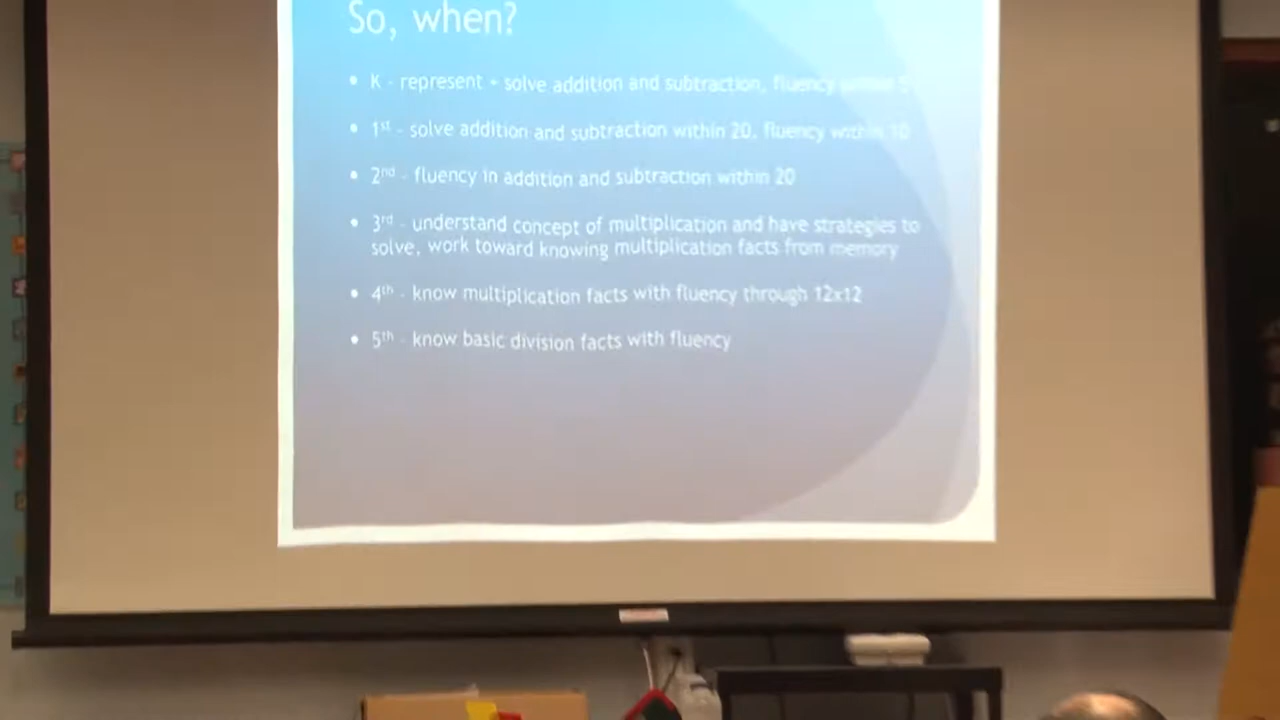 So, when?
• K - represent + solve addition and subtraction, fluency within 5
• 1st - solve addition and subtraction within 20, fluency within 10
• 2nd - fluency in addition and subtraction within 20
• 3rd - understand concept of multiplication and have strategies to
solve, work toward knowing multiplication facts from memory
• 4th - know multiplication facts with fluency through 12x12
• 5th - know basic division facts with fluency